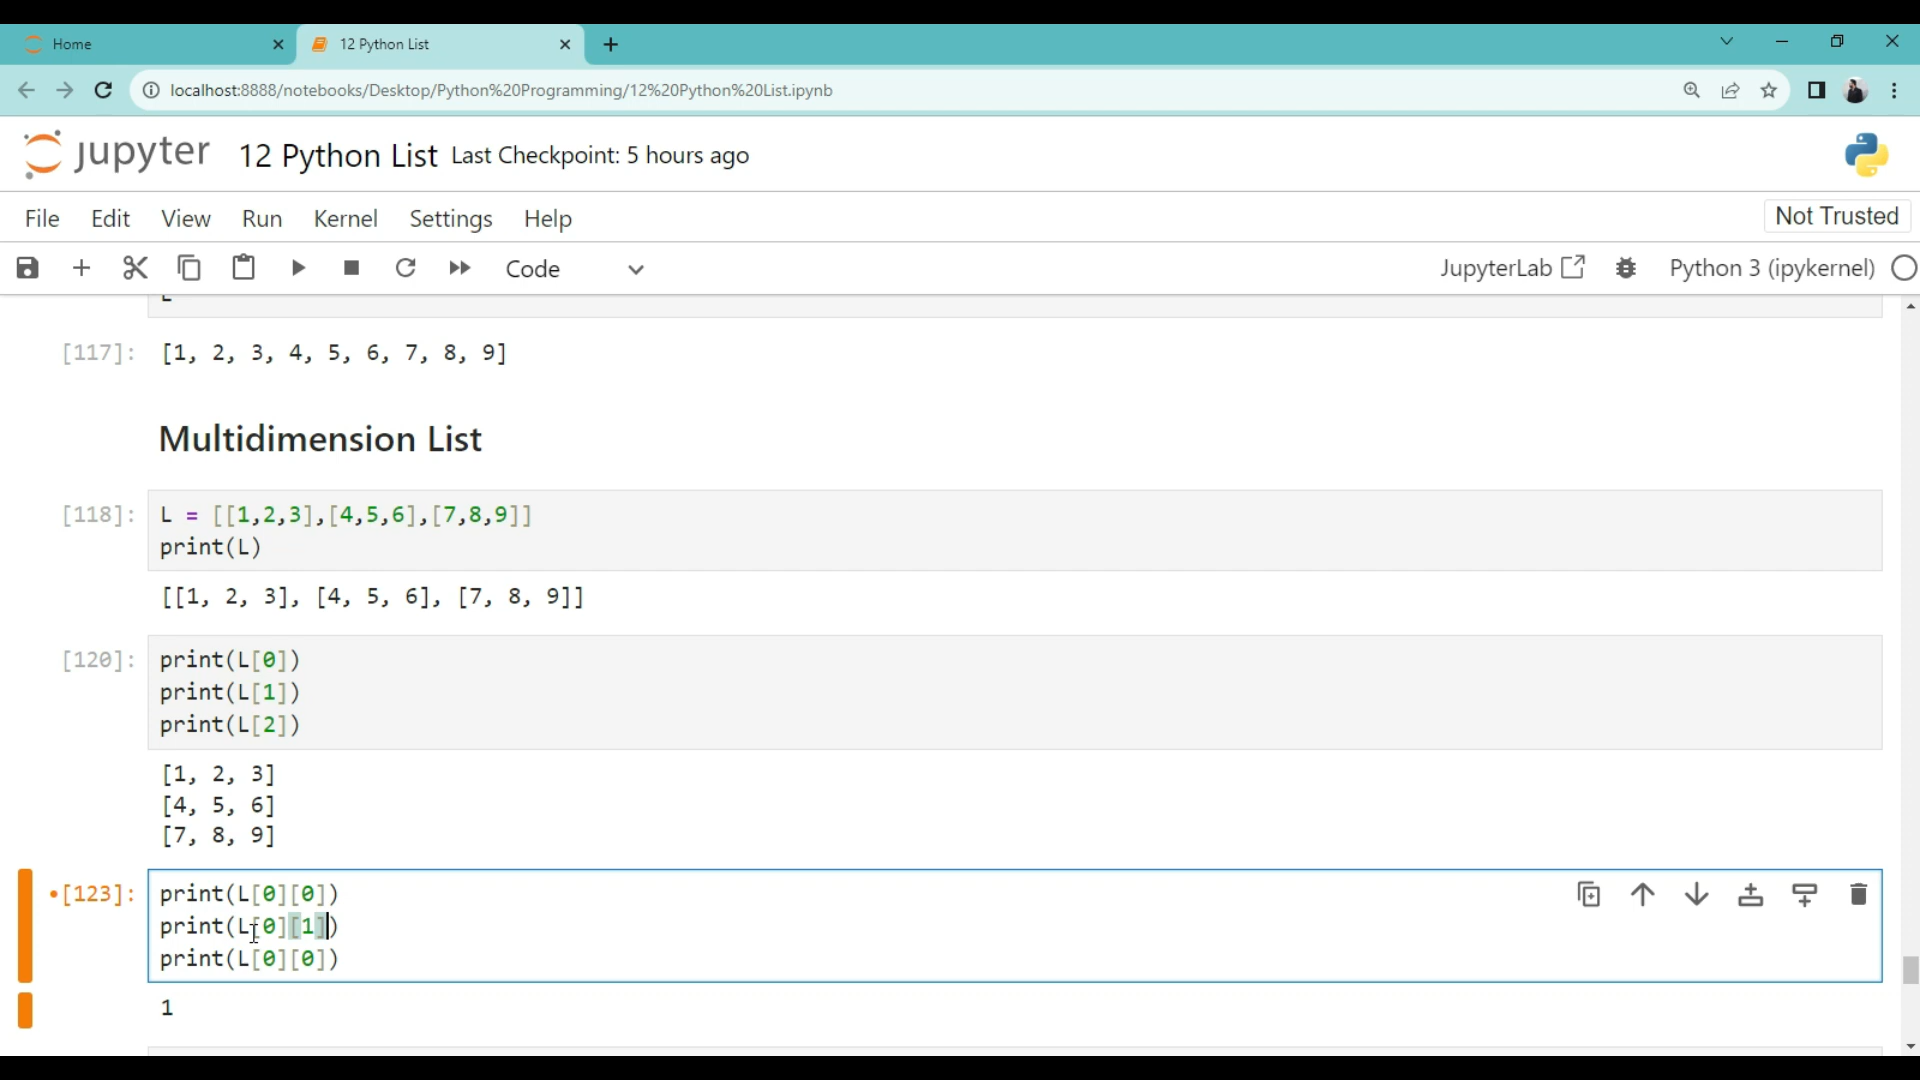 Home
12 Python List
localhost:8888/notebooks/Desktop/Python%20Programming/12%20Python%20List.ipynb
jupyter 12 Python List Last Checkpoint: 5 hours ago
File Edit View Run Kernel Settings Help Not Trusted
Code JupyterLab Python 3 (ipykernel)
[117]: [1, 2, 3, 4, 5, 6, 7, 8, 9]
Multidimension List
[118]: L = [[1,2,3],[4,5,6],[7,8,9]]
print(L)
[[1, 2, 3], [4, 5, 6], [7, 8, 9]]
[120]: print(L[0])
print(L[1])
print(L[2])
[1, 2, 3]
[4, 5, 6]
[7, 8, 9]
•[123]: print(L[0][0])
print(L[0][1])
print(L[0][0])
1